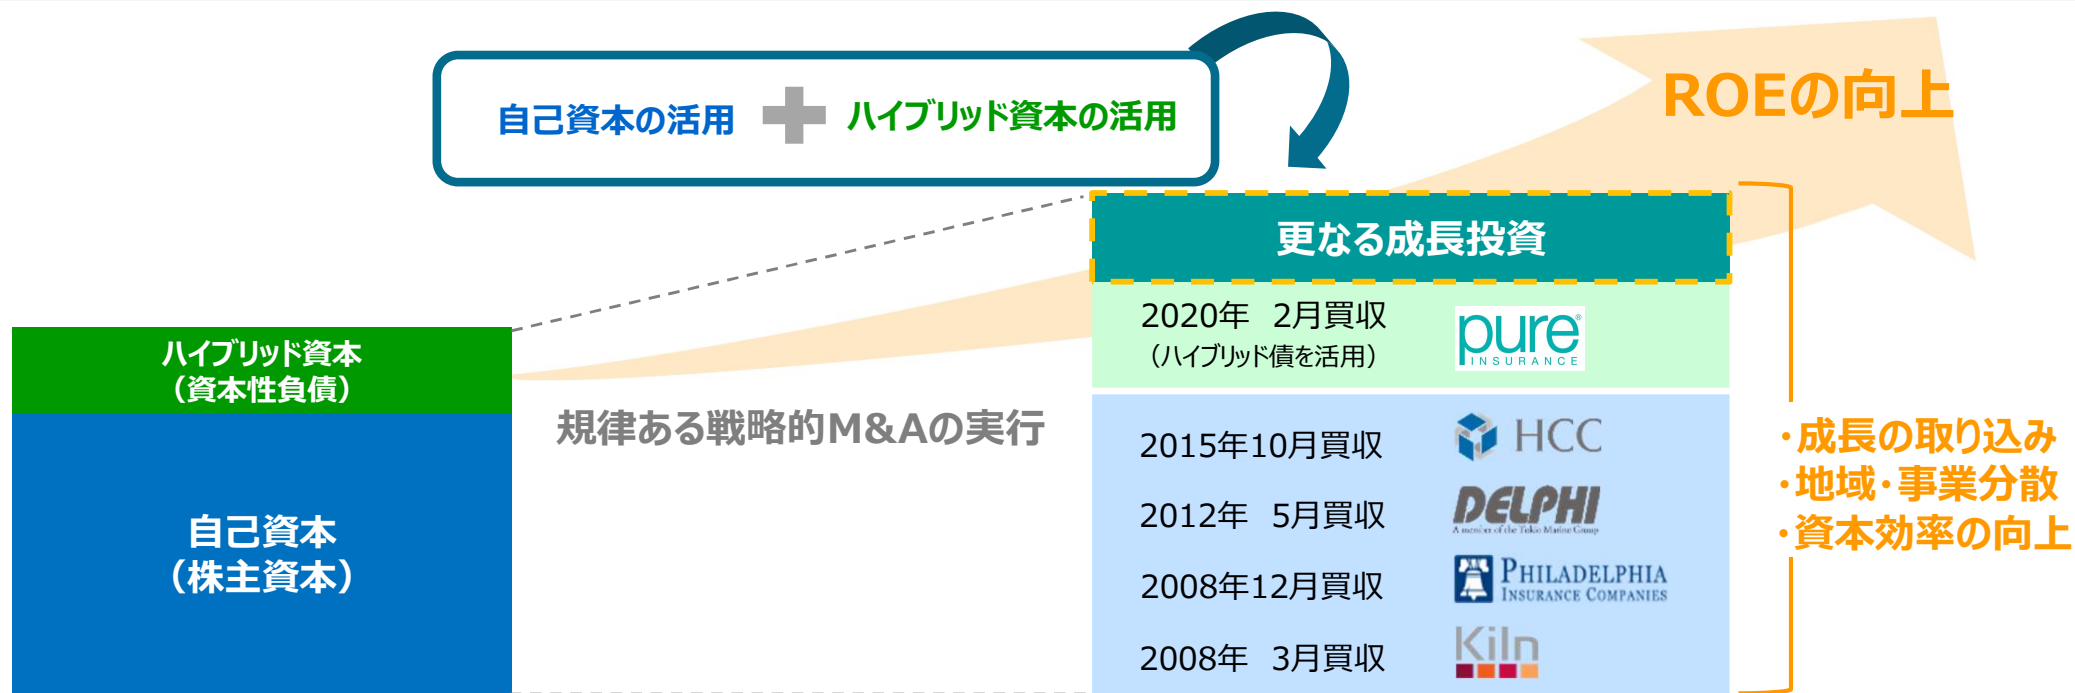 自己資本の活用
ハイブリッド資本の活用
ROEの向上
更なる成長投資
2020年 2月買収
（ハイブリッド債を活用）
pure®
INSURANCE
ハイブリッド資本
（資本性負債）
自己資本
（株主資本）
規律ある戦略的M&Aの実行
2015年10月買収
HCC
2012年 5月買収
DELPHI
A member of the Tokio Marine Group
2008年12月買収
PHILADELPHIA
INSURANCE COMPANIES
2008年 3月買収
Kiln
・成長の取り込み
・地域・事業分散
・資本効率の向上